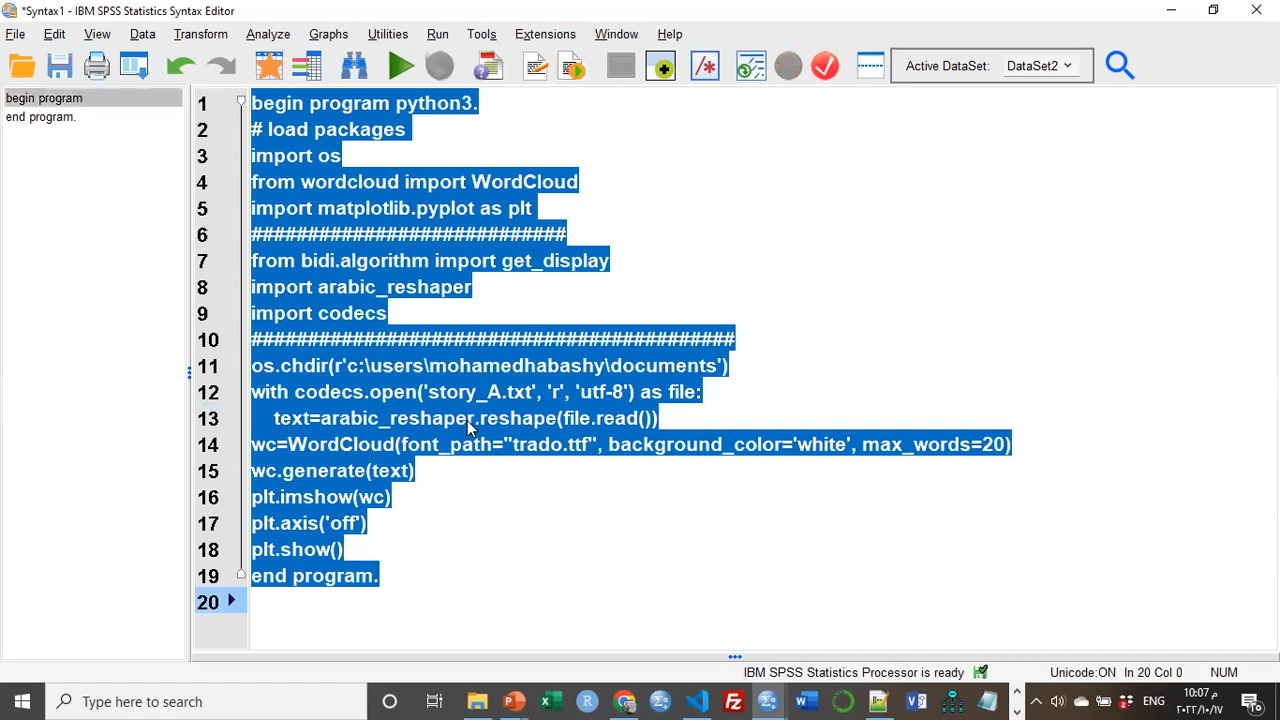 *Syntax1 - IBM SPSS Statistics Syntax Editor
File Edit View Data Transform Analyze Graphs Utilities Run Tools Extensions Window Help
Active DataSet: DataSet2
begin program
end program.
1 begin program python3.
2 # load packages
3 import os
4 from wordcloud import WordCloud
5 import matplotlib.pyplot as plt
6 ############################
7 from bidi.algorithm import get_display
8 import arabic_reshaper
9 import codecs
10 ###########################################
11 os.chdir(r'c:\users\mohamedhabashy\documents')
12 with codecs.open('story_A.txt', 'r', 'utf-8') as file:
13 text=arabic_reshaper.reshape(file.read())
14 wc=WordCloud(font_path="trado.ttf", background_color='white', max_words=20)
15 wc.generate(text)
16 plt.imshow(wc)
17 plt.axis('off')
18 plt.show()
19 end program.
20
IBM SPSS Statistics Processor is ready Unicode:ON In 20 Col 0 NUM
Type here to search
ENG
10:07 م
٢٠٢٢/٠٨/١٧